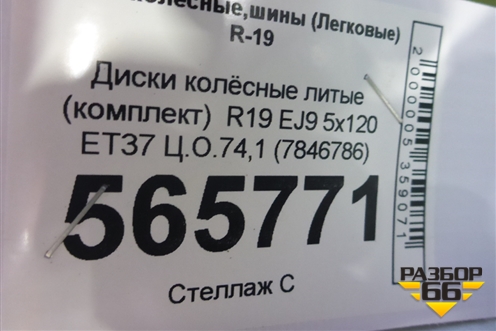 колесные,шины (Легковые)
R-19
Диски колёсные литые
(комплект) R19 EJ9 5x120
ET37 Ц.О.74,1 (7846786)
565771
Стеллаж С
2000005359071
РАЗБОР
66